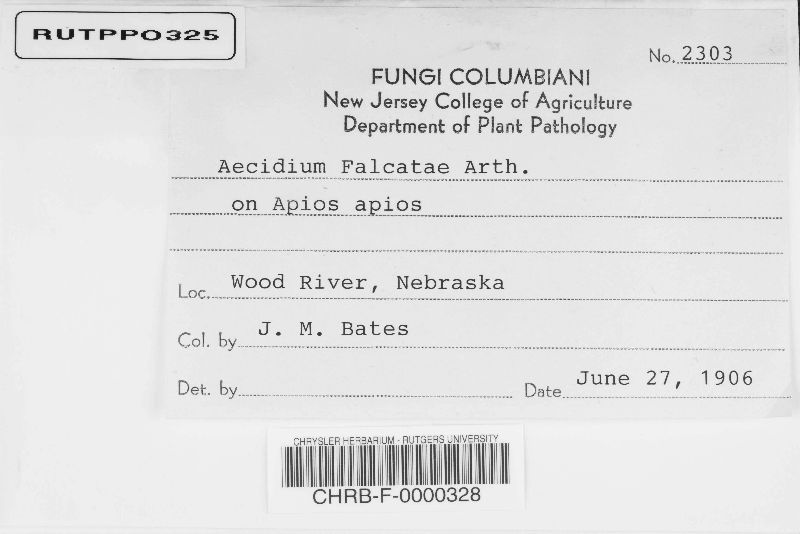 RUTPPO325
No. 2303
FUNGI COLUMBIANI
New Jersey College of Agriculture
Department of Plant Pathology
Aecidium Falcatae Arth.
on Apios apios
Loc. Wood River, Nebraska
Col. by J. M. Bates
Det. by
Date June 27, 1906
CHRYSLER HERBARIUM - RUTGERS UNIVERSITY
CHRB-F-0000328